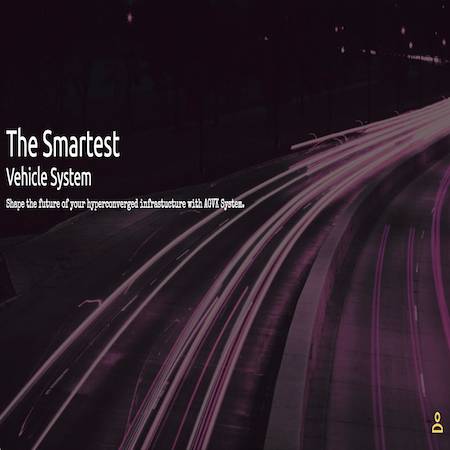 The Smartest
Vehicle System
Shape the future of your hyperconverged infrastucture with AOVX System.